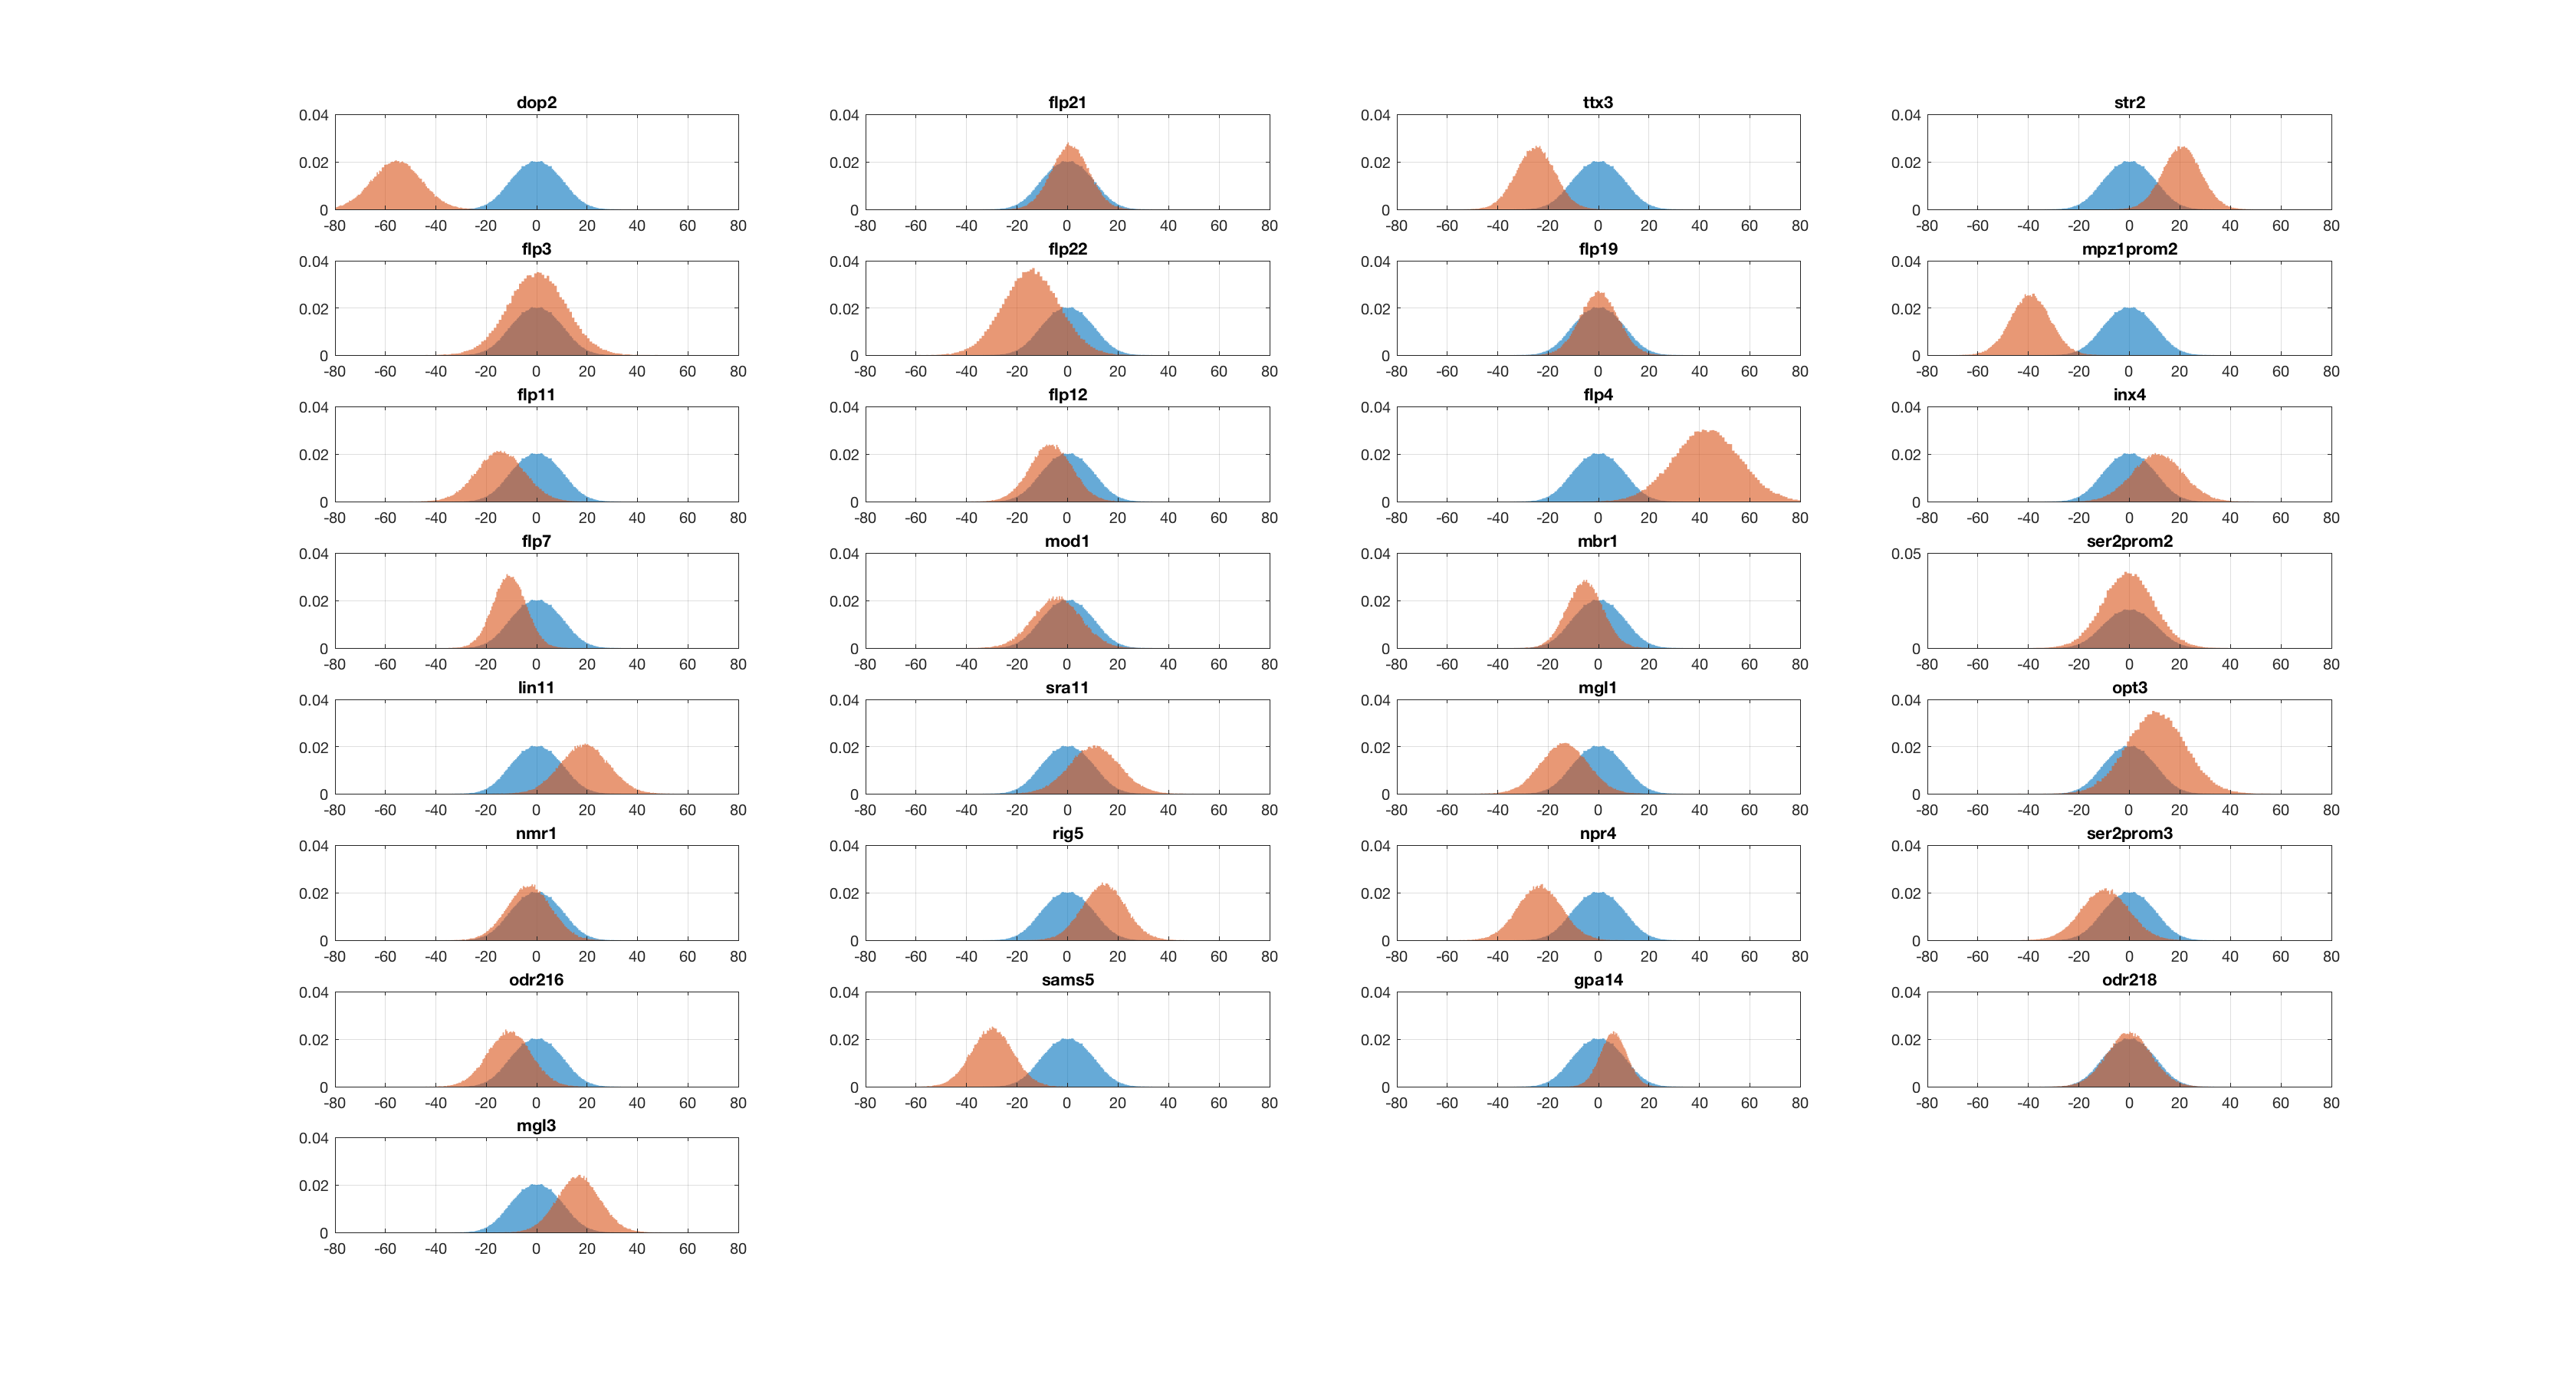 dop2 flp21 ttx3 str2
0.04 0.04 0.04 0.04
0.02 0.02 0.02 0.02
0 0 0 0
-80 -60 -40 -20 0 20 40 60 80 -80 -60 -40 -20 0 20 40 60 80 -80 -60 -40 -20 0 20 40 60 80 -80 -60 -40 -20 0 20 40 60 80
flp3 flp22 flp19 mpz1prom2
0.04 0.04 0.04 0.04
0.02 0.02 0.02 0.02
0 0 0 0
-80 -60 -40 -20 0 20 40 60 80 -80 -60 -40 -20 0 20 40 60 80 -80 -60 -40 -20 0 20 40 60 80 -80 -60 -40 -20 0 20 40 60 80
flp11 flp12 flp4 inx4
0.04 0.04 0.04 0.04
0.02 0.02 0.02 0.02
0 0 0 0
-80 -60 -40 -20 0 20 40 60 80 -80 -60 -40 -20 0 20 40 60 80 -80 -60 -40 -20 0 20 40 60 80 -80 -60 -40 -20 0 20 40 60 80
flp7 mod1 mbr1 ser2prom2
0.04 0.04 0.04 0.05
0.02 0.02 0.02
0 0 0 0
-80 -60 -40 -20 0 20 40 60 80 -80 -60 -40 -20 0 20 40 60 80 -80 -60 -40 -20 0 20 40 60 80 -80 -60 -40 -20 0 20 40 60 80
lin11 sra11 mgl1 opt3
0.04 0.04 0.04 0.04
0.02 0.02 0.02 0.02
0 0 0 0
-80 -60 -40 -20 0 20 40 60 80 -80 -60 -40 -20 0 20 40 60 80 -80 -60 -40 -20 0 20 40 60 80 -80 -60 -40 -20 0 20 40 60 80
nmr1 rig5 npr4 ser2prom3
0.04 0.04 0.04 0.04
0.02 0.02 0.02 0.02
0 0 0 0
-80 -60 -40 -20 0 20 40 60 80 -80 -60 -40 -20 0 20 40 60 80 -80 -60 -40 -20 0 20 40 60 80 -80 -60 -40 -20 0 20 40 60 80
odr216 sams5 gpa14 odr218
0.04 0.04 0.04 0.04
0.02 0.02 0.02 0.02
0 0 0 0
-80 -60 -40 -20 0 20 40 60 80 -80 -60 -40 -20 0 20 40 60 80 -80 -60 -40 -20 0 20 40 60 80 -80 -60 -40 -20 0 20 40 60 80
mgl3
0.04
0.02
0
-80 -60 -40 -20 0 20 40 60 80